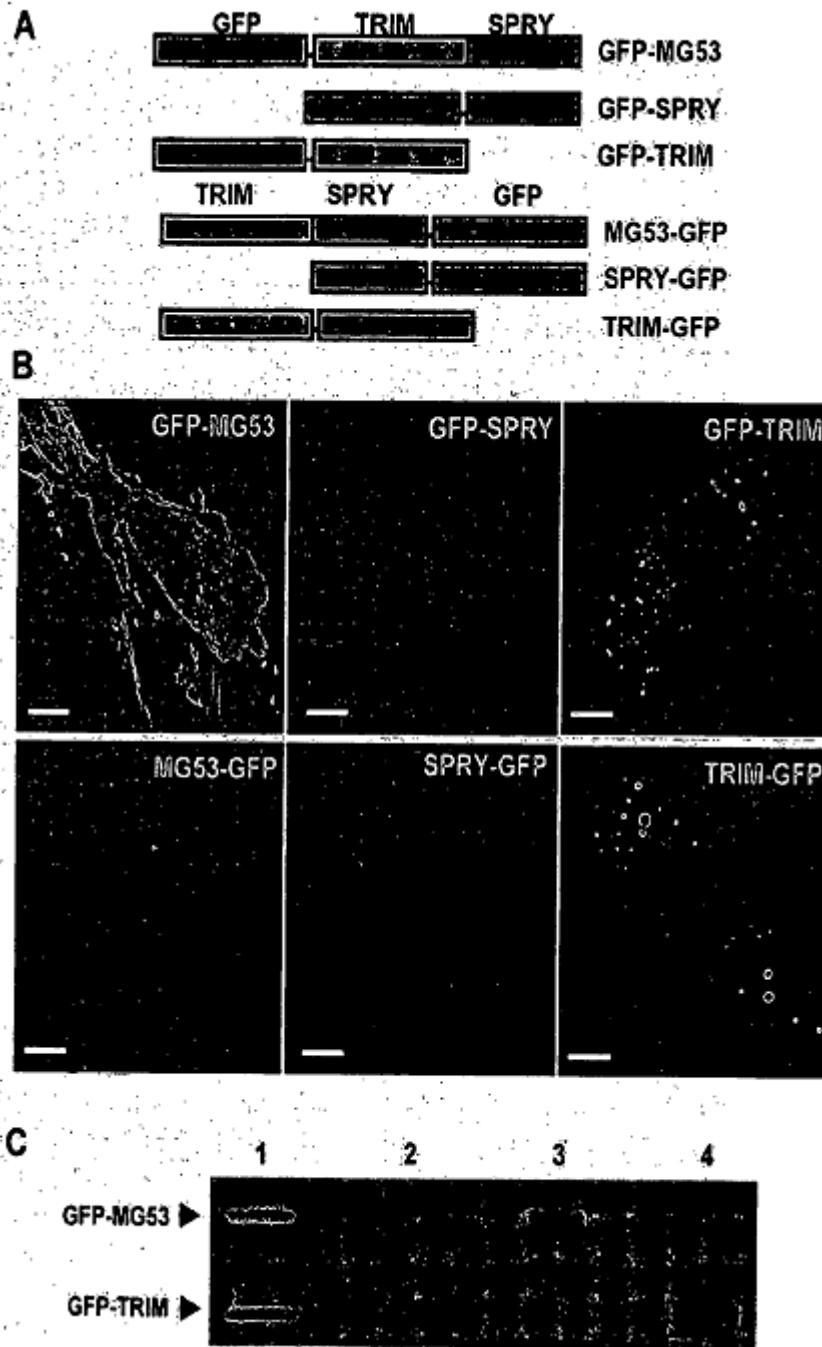 A
GFP TRIM SPRY
GFP-MG53
GFP-SPRY
GFP-TRIM
TRIM SPRY GFP
MG53-GFP
SPRY-GFP
TRIM-GFP
B
GFP-MG53 GFP-SPRY GFP-TRIM
MG53-GFP SPRY-GFP TRIM-GFP
C
1 2 3 4
GFP-MG53
GFP-TRIM